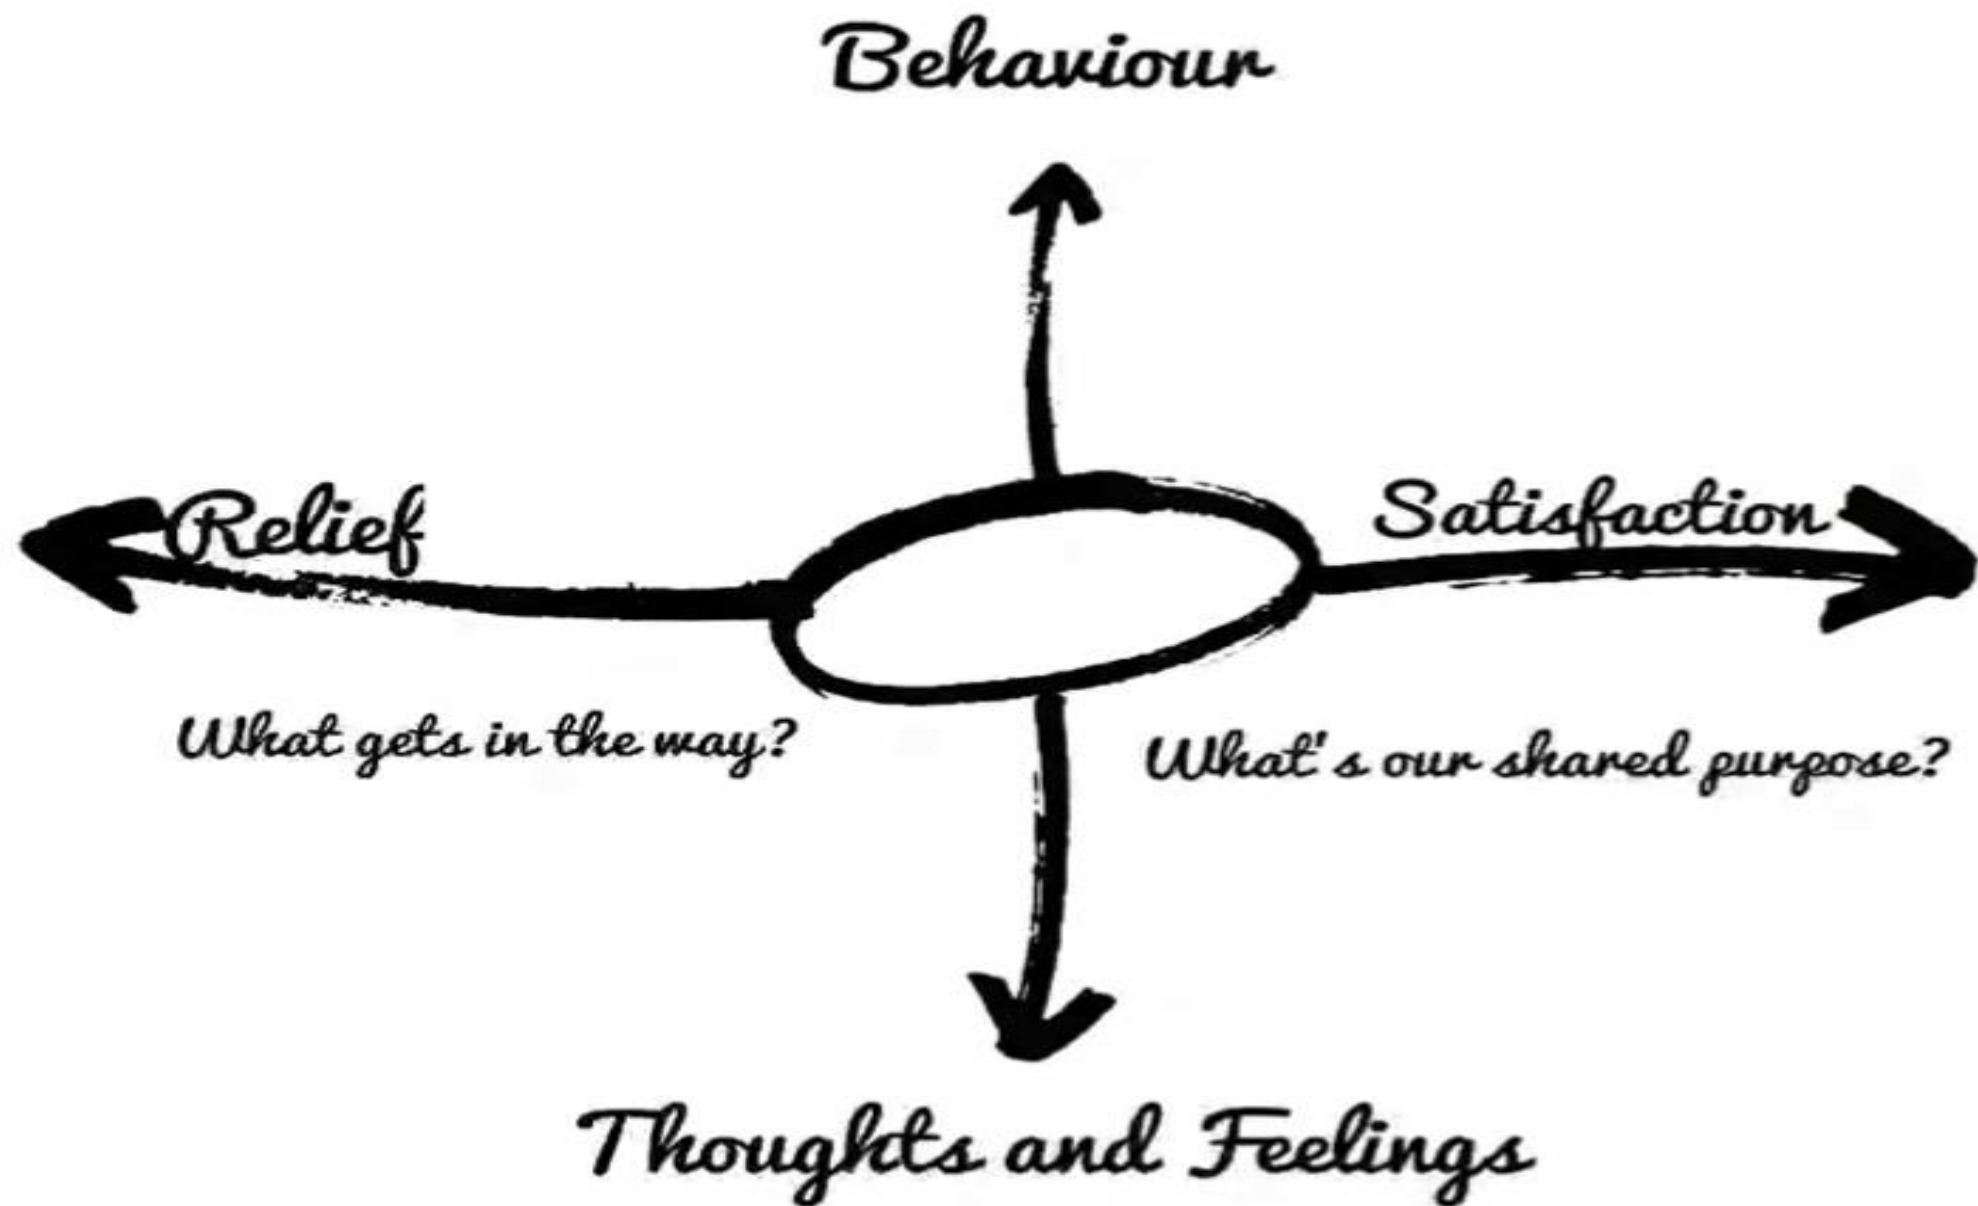 Behaviour
Relief
Satisfaction
What gets in the way?
What's our shared purpose?
Thoughts and Feelings